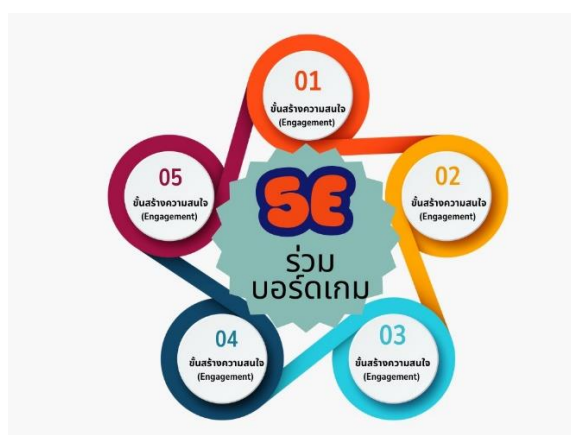 01
ขั้นสร้างความสนใจ
(Engagement)
02
ขั้นสร้างความสนใจ
(Engagement)
03
ขั้นสร้างความสนใจ
(Engagement)
04
ขั้นสร้างความสนใจ
(Engagement)
05
ขั้นสร้างความสนใจ
(Engagement)
5E
ร่วม
บอร์ดเกม